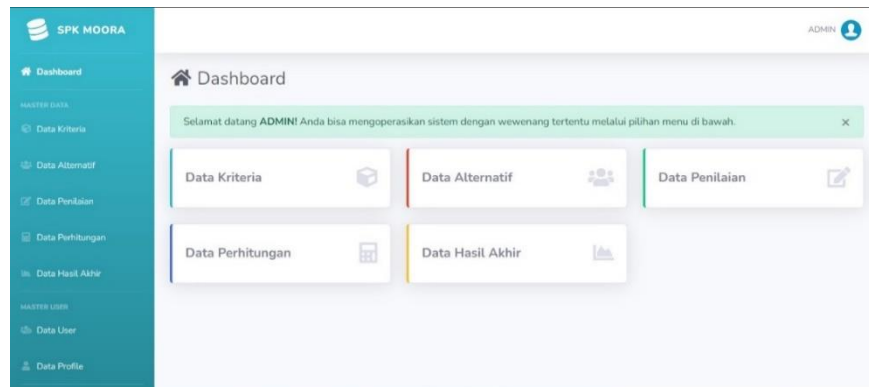 SPK MOORA
ADMIN
Dashboard
MASTER DATA
Data Kriteria
Data Alternatif
Data Penilaian
Data Perhitungan
Data Hasil Akhir
MASTER USER
Data User
Data Profile
Dashboard
Selamat datang ADMIN! Anda bisa mengoperasikan sistem dengan wewenang tertentu melalui pilihan menu di bawah.
Data Kriteria
Data Alternatif
Data Penilaian
Data Perhitungan
Data Hasil Akhir